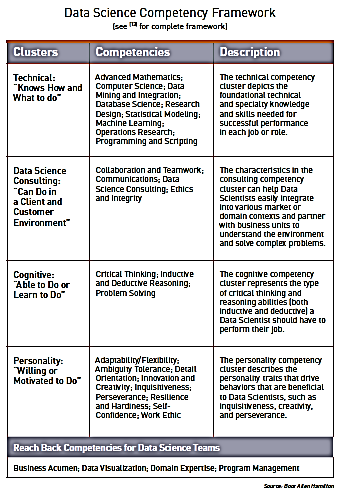 Data Science Competency Framework
(see [13] for complete framework)
Clusters
Competencies
Description
Technical:
"Knows How and
What to do"
Advanced Mathematics;
Computer Science; Data
Mining and Integration;
Database Science; Research
Design; Statistical Modeling;
Machine Learning;
Operations Research;
Programming and Scripting
The technical competency
cluster depicts the
foundational technical
and specialty knowledge
and skills needed for
successful performance
in each job or role.
Data Science
Consulting:
"Can Do in
a Client and
Customer
Environment"
Collaboration and Teamwork;
Communications; Data
Science Consulting; Ethics
and Integrity
The characteristics in the
consulting competency
cluster can help Data
Scientists easily integrate
into various market or
domain contexts and partner
with business units to
understand the environment
and solve complex problems.
Cognitive:
"Able to Do or
Learn to Do"
Critical Thinking; Inductive
and Deductive Reasoning;
Problem Solving
The cognitive competency
cluster represents the type
of critical thinking and
reasoning abilities (both
inductive and deductive) a
Data Scientist should have to
perform their job.
Personality:
"Willing or
Motivated to Do"
Adaptability/Flexibility;
Ambiguity Tolerance; Detail
Orientation; Innovation and
Creativity; Inquisitiveness;
Perseverance; Resilience
and Hardiness; Self-
Confidence; Work Ethic
The personality competency
cluster describes the
personality traits that drive
behaviors that are beneficial
to Data Scientists, such as
inquisitiveness, creativity,
and perseverance.
Reach Back Competencies for Data Science Teams
Business Acumen; Data Visualization; Domain Expertise; Program Management
Source: Booz Allen Hamilton